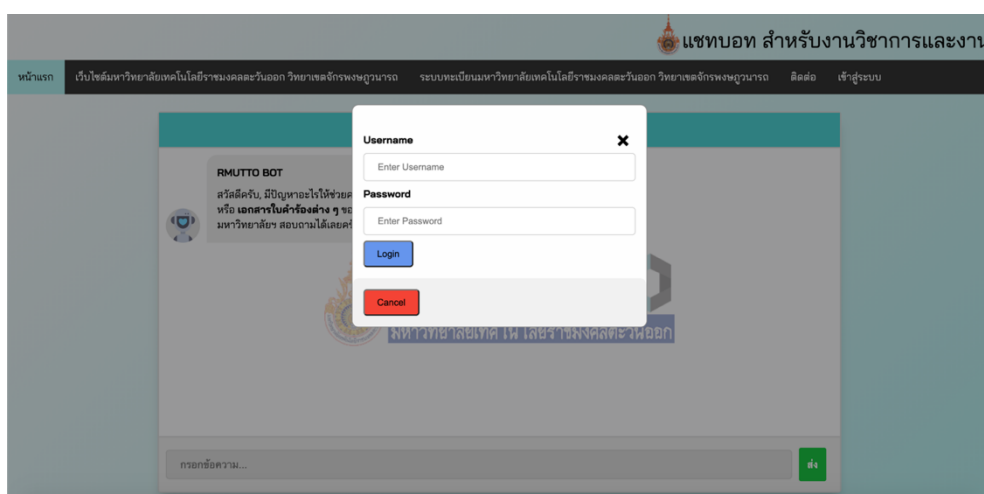 แชทบอท สำหรับงานวิชาการและงาน
หน้าแรก เว็บไซต์มหาวิทยาลัยเทคโนโลยีราชมงคลตะวันออก วิทยาเขตจักรพงษภูวนารถ ระบบทะเบียนมหาวิทยาลัยเทคโนโลยีราชมงคลตะวันออก วิทยาเขตจักรพงษภูวนารถ ติดต่อ เข้าสู่ระบบ
Username
Enter Username
Password
Enter Password
Login
Cancel
RMUTTO BOT
สวัสดีครับ, มีปัญหาอะไรให้ช่วย
หรือ เอกสารใบคำร้องต่าง ๆ
มหาวิทยาลัยฯ สอบถามได้เลย
มหาวิทยาลัยเทคโนโลยีราชมงคลตะวันออก
กรอกข้อความ...
ส่ง